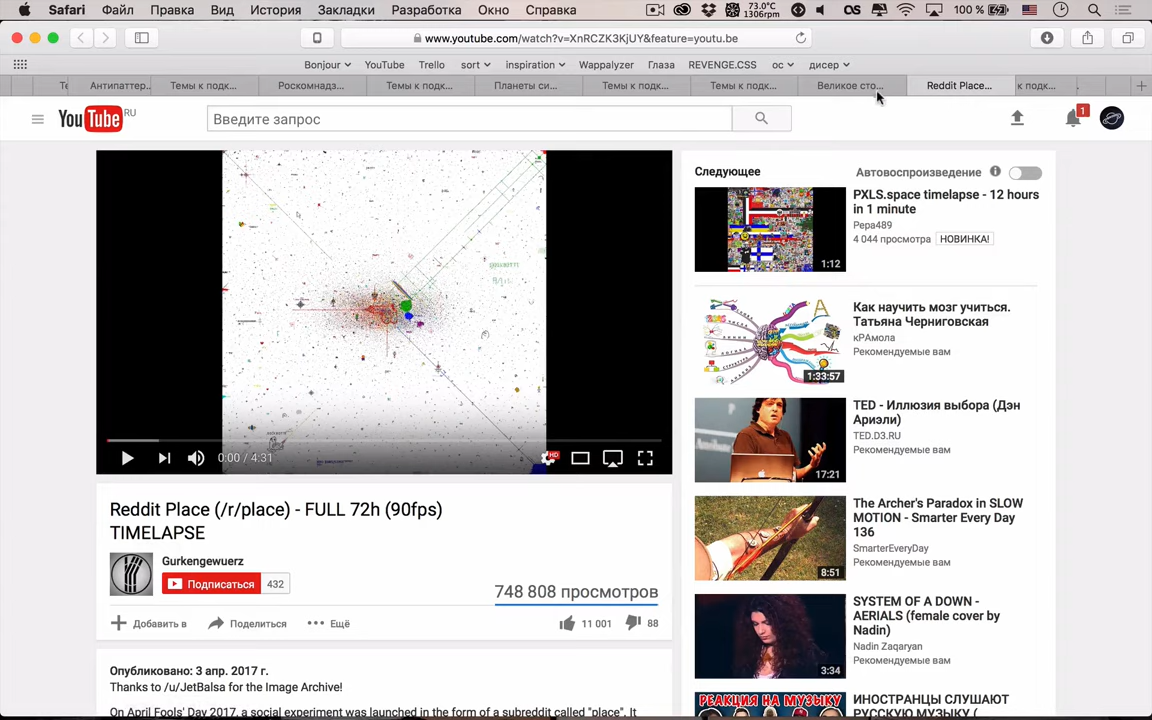 Safari Файл Правка Вид История Закладки Разработка Окно Справка 73.0°C 1306rpm 100 %
www.youtube.com/watch?v=XnRCZK3KjUY&feature=youtu.be
Bonjour YouTube Trello sort inspiration Wappalyzer Глаза REVENGE.CSS ос дисер
Антипаттер... Темы к подк... Роскомнадз... Темы к подк... Планеты си... Темы к подк... Темы к подк... Великое сто... Reddit Place... к подк...
YouTube RU
Введите запрос
1
Следующее
Автовоспроизведение
PXLS.space timelapse - 12 hours
in 1 minute
Pepa489
4 044 просмотра НОВИНКА!
1:12
Как научить мозг учиться.
Татьяна Черниговская
кРАмола
Рекомендуемые вам
1:33:57
TED - Иллюзия выбора (Дэн
Ариэли)
TED.D3.RU
Рекомендуемые вам
17:21
0:00 / 4:31
HD
The Archer's Paradox in SLOW
MOTION - Smarter Every Day
136
SmarterEveryDay
Рекомендуемые вам
8:51
Reddit Place (/r/place) - FULL 72h (90fps)
TIMELAPSE
Gurkengewuerz
Подписаться 432
748 808 просмотров
Добавить в Поделиться Ещё
11 001 88
SYSTEM OF A DOWN -
AERIALS (female cover by
Nadin)
Nadin Zaqaryan
Рекомендуемые вам
3:34
Опубликовано: 3 апр. 2017 г.
Thanks to /u/JetBalsa for the Image Archive!
On April Fools' Day 2017, a social experiment was launched in the form of a subreddit called "place". It
РЕАКЦИЯ НА МУЗЫКУ
ИНОСТРАНЦЫ СЛУШАЮТ
РУССКУЮ МУЗЫКУ (